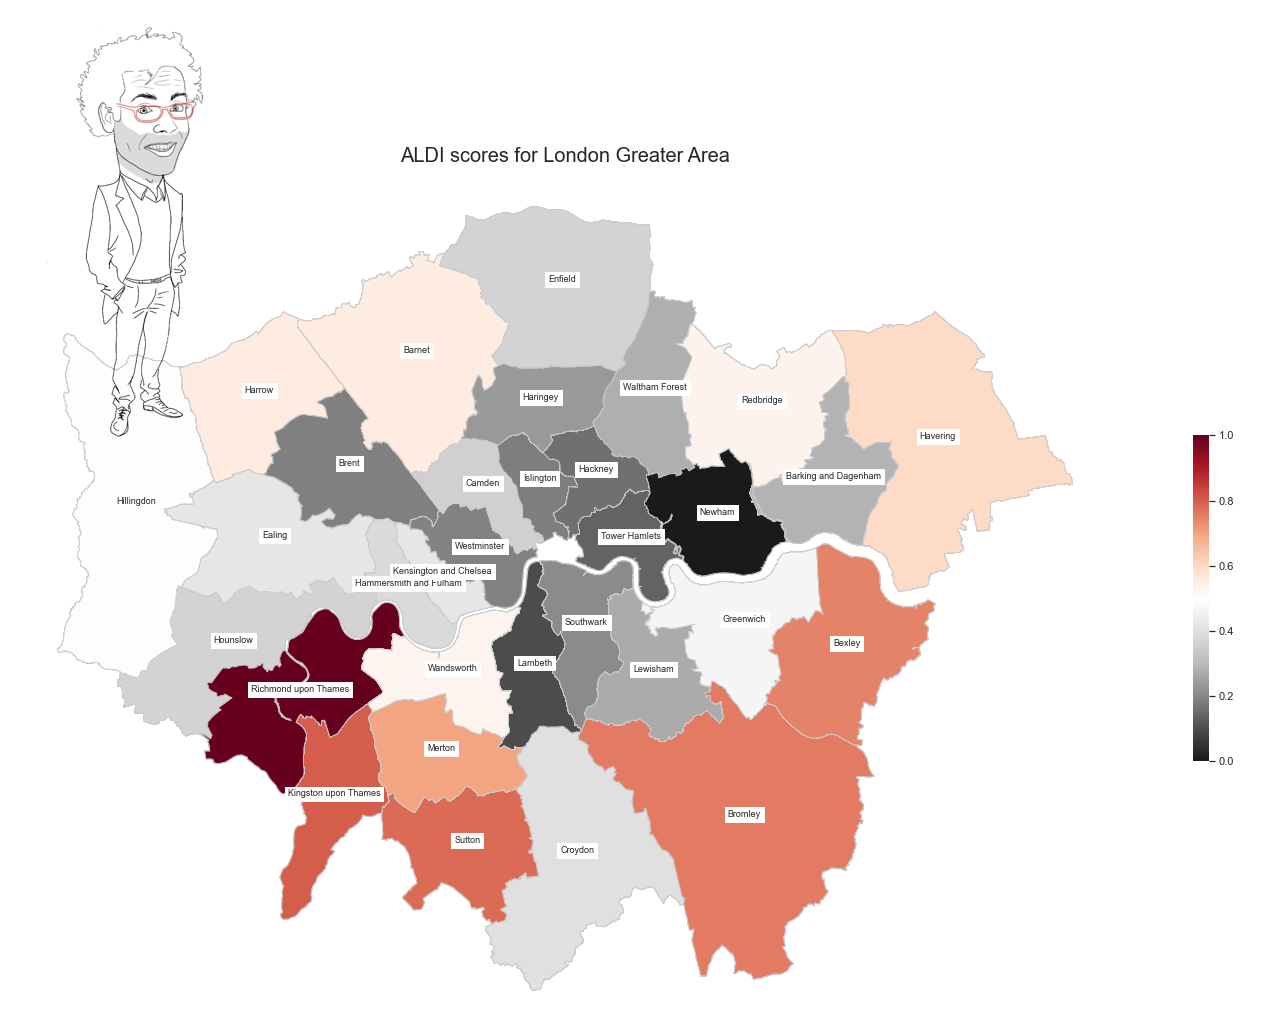 ALDI scores for London Greater Area
Enfield
Barnet
Harrow
Waltham Forest
Haringey
Redbridge
Havering
Brent
Hackney
Islington
Camden
Barking and Dagenham
Hillingdon
Newham
Ealing
Tower Hamlets
Westminster
Kensington and Chelsea
Hammersmith and Fulham
Greenwich
Southwark
Hounslow
Bexley
Lambeth
Wandsworth
Lewisham
Richmond upon Thames
Merton
Kingston upon Thames
Bromley
Sutton
Croydon
1.0
0.8
0.6
0.4
0.2
0.0